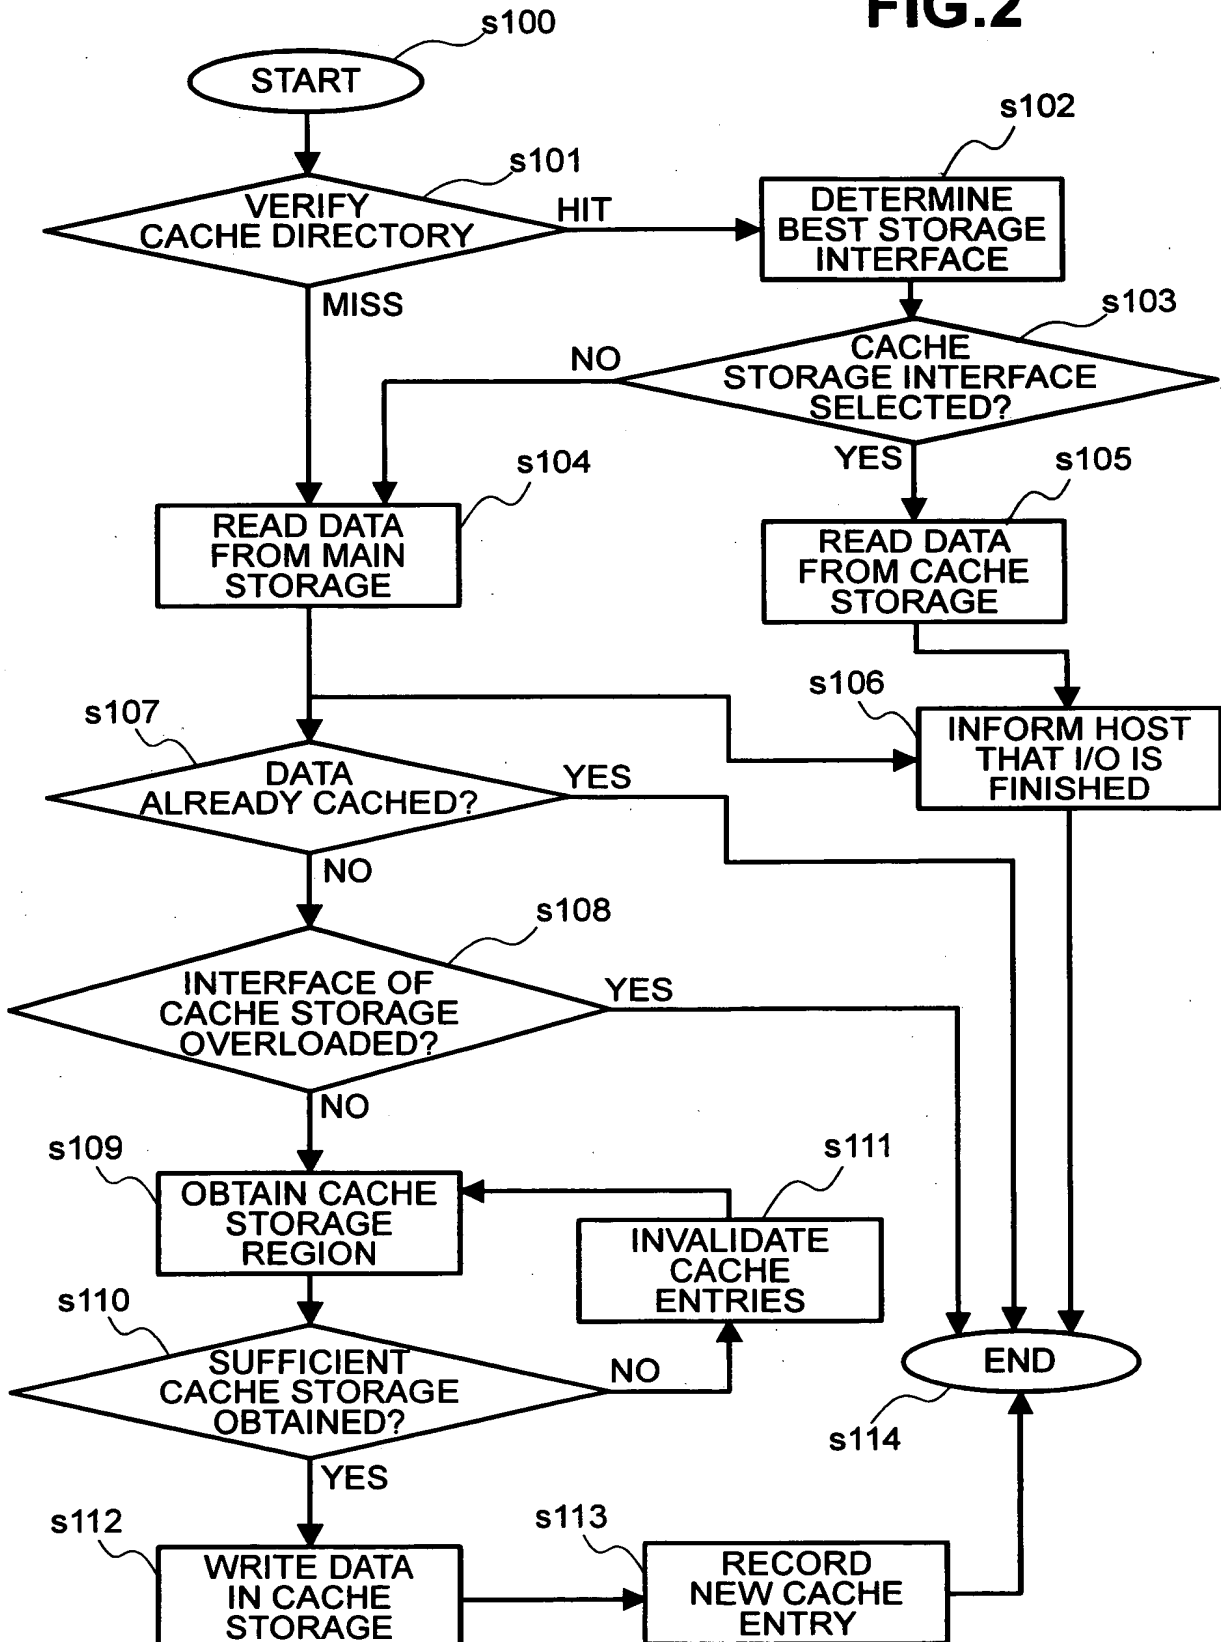 FIG.2
s100
START
s102
s101
VERIFY
CACHE DIRECTORY
HIT
DETERMINE
BEST STORAGE
INTERFACE
MISS
s103
NO
CACHE
STORAGE INTERFACE
SELECTED?
YES
s104
s105
READ DATA
FROM MAIN
STORAGE
READ DATA
FROM CACHE
STORAGE
s106
s107
INFORM HOST
THAT I/O IS
FINISHED
DATA
ALREADY CACHED?
YES
NO
s108
INTERFACE OF
CACHE STORAGE
OVERLOADED?
YES
NO
s109
s111
OBTAIN CACHE
STORAGE
REGION
INVALIDATE
CACHE
ENTRIES
s110
SUFFICIENT
CACHE STORAGE
OBTAINED?
NO
END
s114
YES
s112
s113
WRITE DATA
IN CACHE
STORAGE
RECORD
NEW CACHE
ENTRY